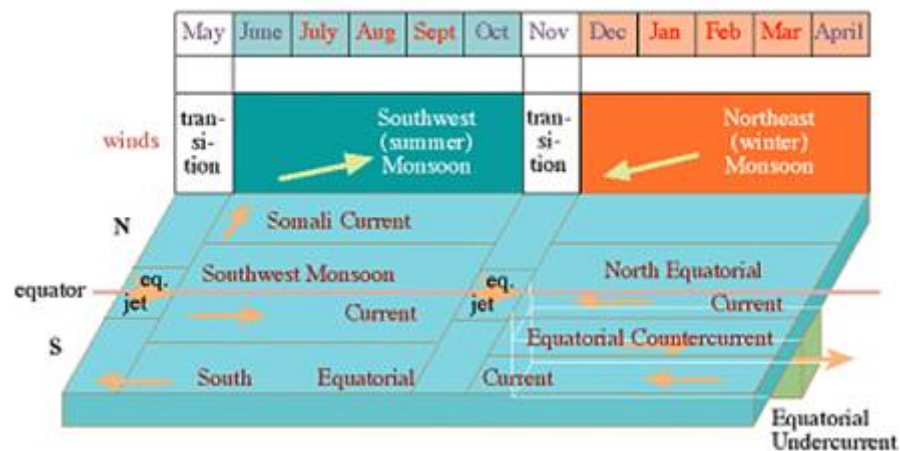 May June July Aug Sept Oct Nov Dec Jan Feb Mar April
winds
tran-
si-
tion
Southwest
(summer)
Monsoon
tran-
si-
tion
Northeast
(winter)
Monsoon
N
Somali Current
equator
eq.
jet
Southwest Monsoon
Current
eq.
jet
North Equatorial
Current
S
Equatorial Countercurrent
South Equatorial Current
Equatorial
Undercurrent